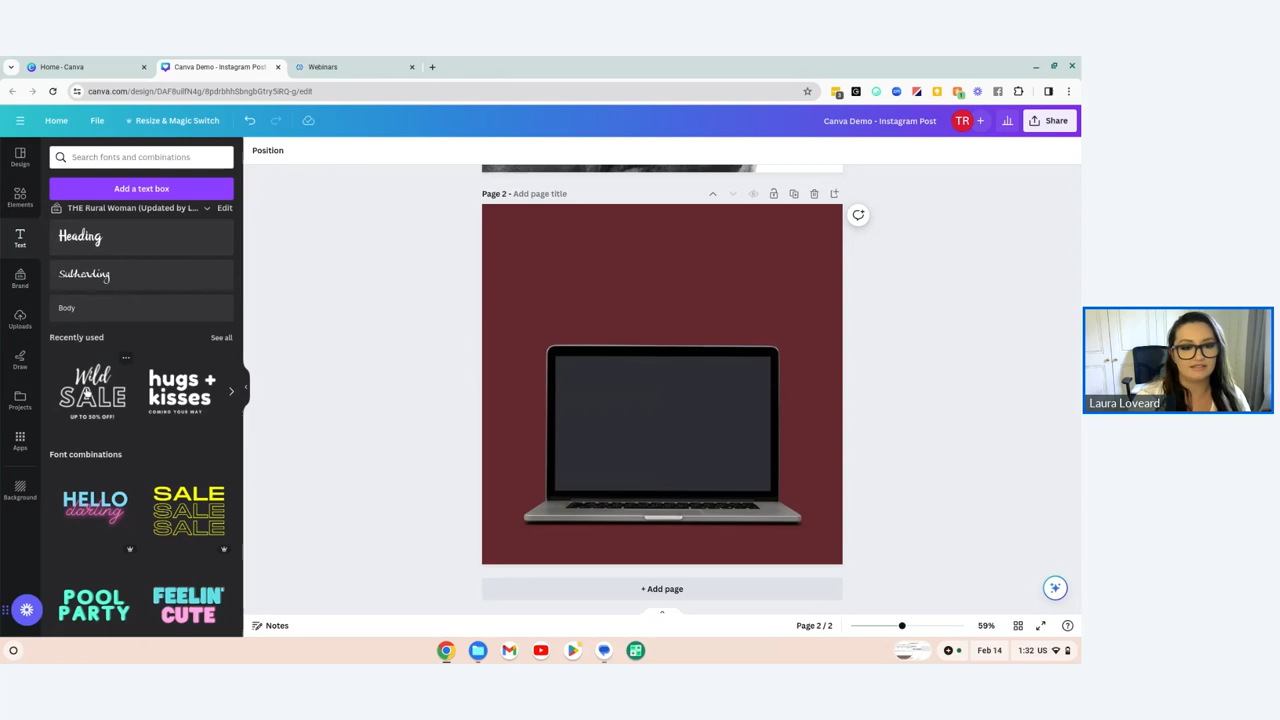 Home - Canva
Canva Demo - Instagram Post
Webinars
canva.com/design/DAF8uilfN4g/8pdrbhhSbngbGtry5iRQ-g/edit
Home
File
Resize & Magic Switch
Canva Demo - Instagram Post
TR
Share
Design
Elements
Text
Brand
Uploads
Draw
Projects
Apps
Background
Search fonts and combinations
Add a text box
THE Rural Woman (Updated by L...
Edit
Heading
Subheading
Body
Recently used
See all
Wild
SALE
UP TO 50% OFF!
hugs +
kisses
COMING YOUR WAY
Font combinations
HELLO
darling
SALE
SALE
SALE
POOL
PARTY
FEELIN'
CUTE
Position
Page 2 - Add page title
+ Add page
Notes
Page 2 / 2
59%
Feb 14
1:32 US
Laura Loveard